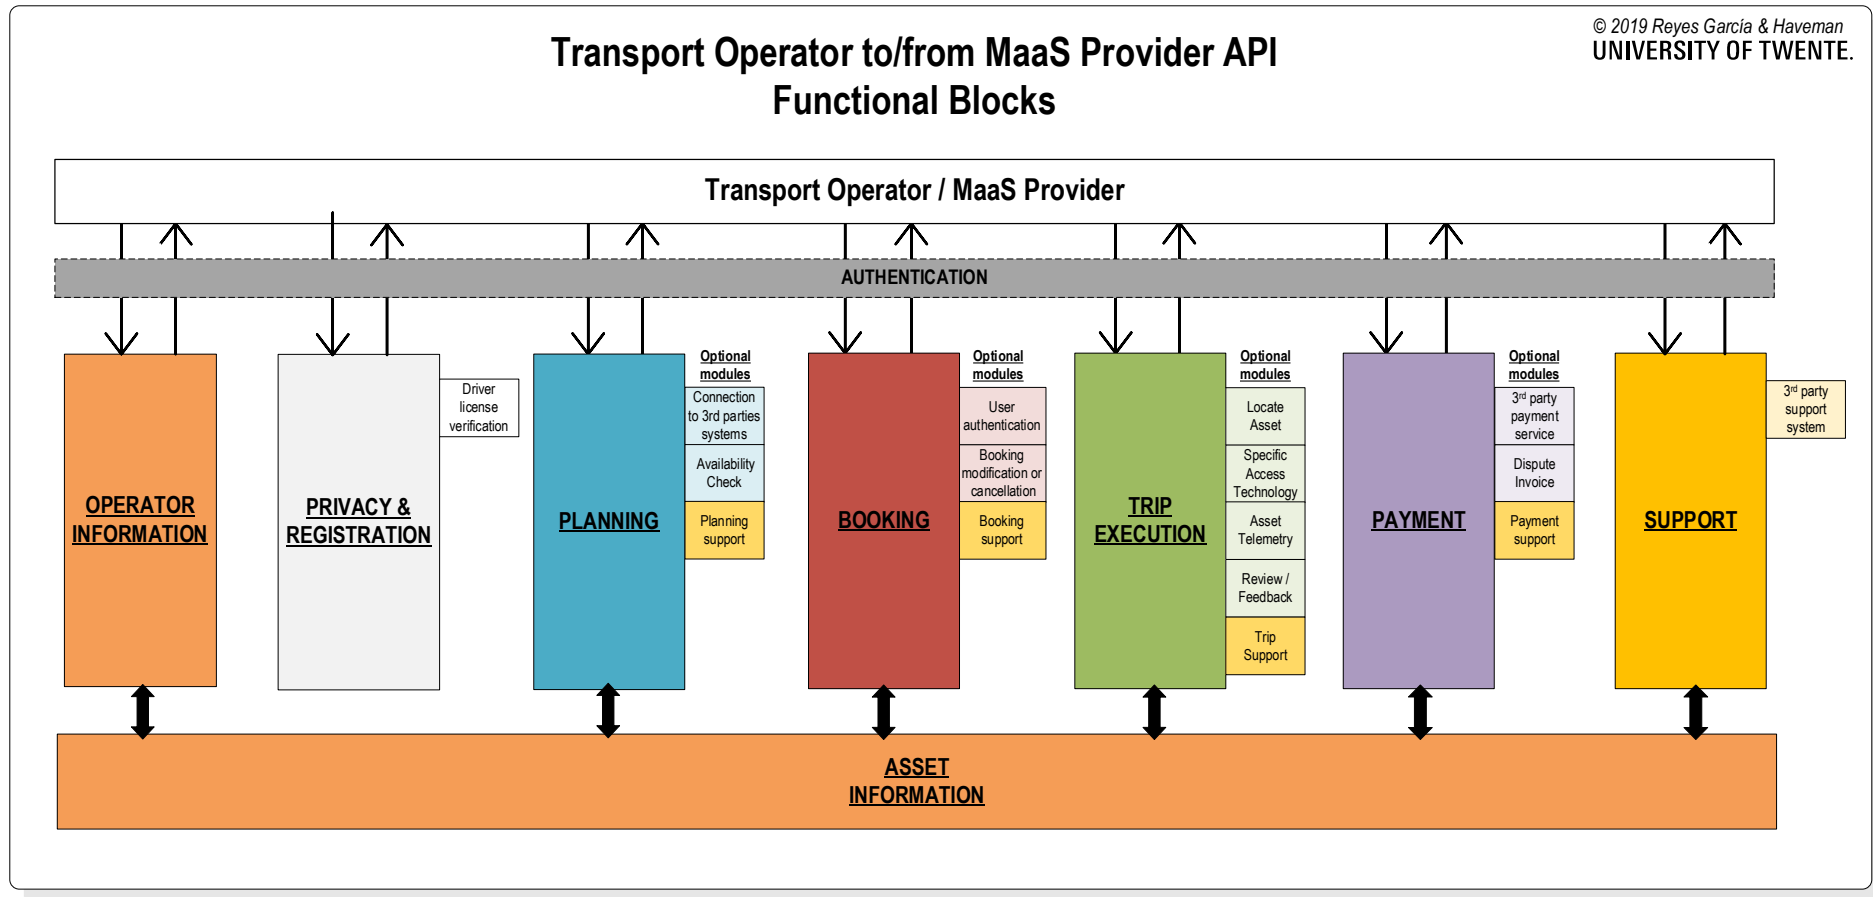 © 2019 Reyes García & Haveman
UNIVERSITY OF TWENTE.
Transport Operator to/from MaaS Provider API
Functional Blocks
Transport Operator / MaaS Provider
AUTHENTICATION
OPERATOR
INFORMATION
PRIVACY &
REGISTRATION
Driver
license
verification
PLANNING
Optional
modules
Connection
to 3rd parties
systems
Availability
Check
Planning
support
BOOKING
Optional
modules
User
authentication
Booking
modification or
cancellation
Booking
support
TRIP
EXECUTION
Optional
modules
Locate
Asset
Specific
Access
Technology
Asset
Telemetry
Review /
Feedback
Trip
Support
PAYMENT
Optional
modules
3rd party
payment
service
Dispute
Invoice
Payment
support
SUPPORT
3rd party
support
system
ASSET
INFORMATION